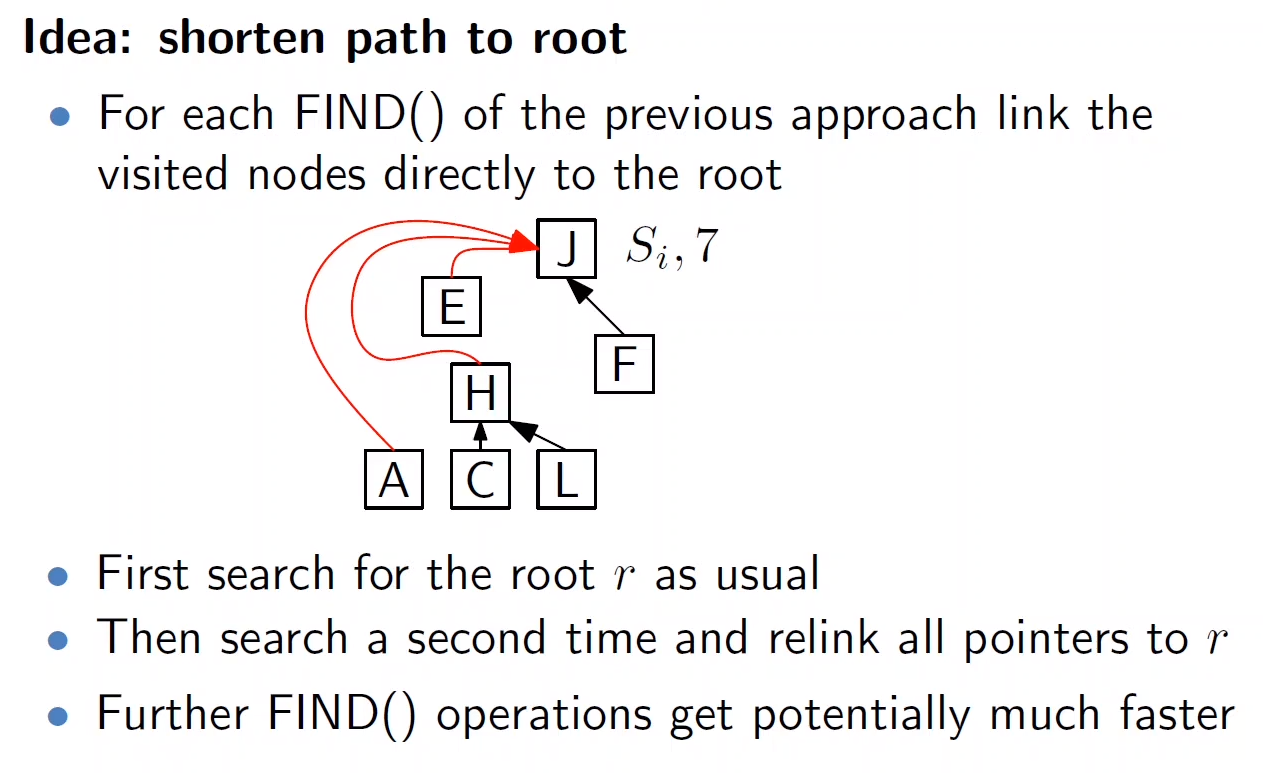 Idea: shorten path to root
• For each FIND() of the previous approach link the
visited nodes directly to the root
J S_i, 7
E
F
H
A C L
• First search for the root r as usual
• Then search a second time and relink all pointers to r
• Further FIND() operations get potentially much faster